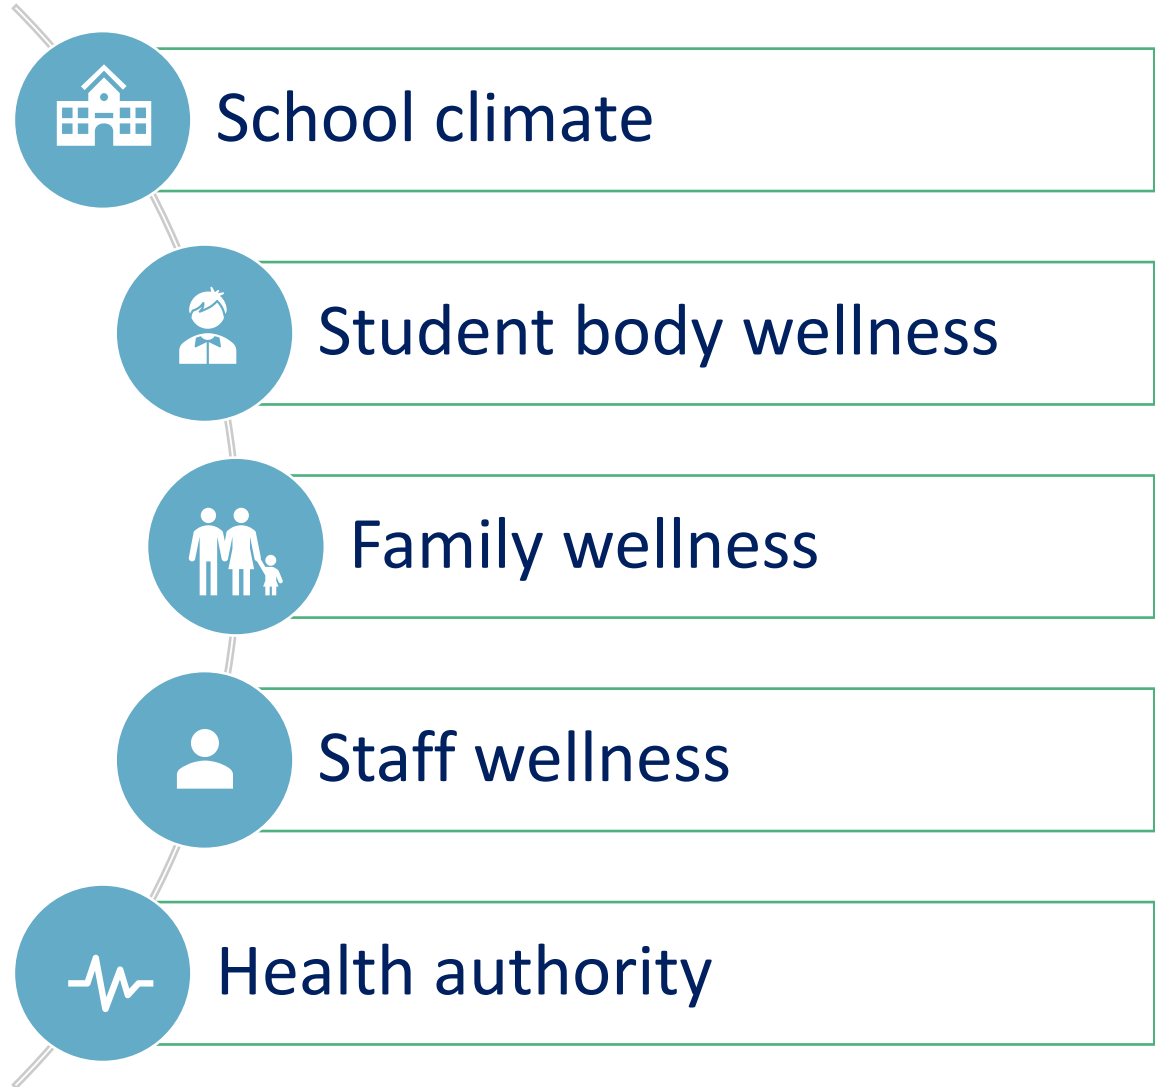 School climate
Student body wellness
Family wellness
Staff wellness
Health authority